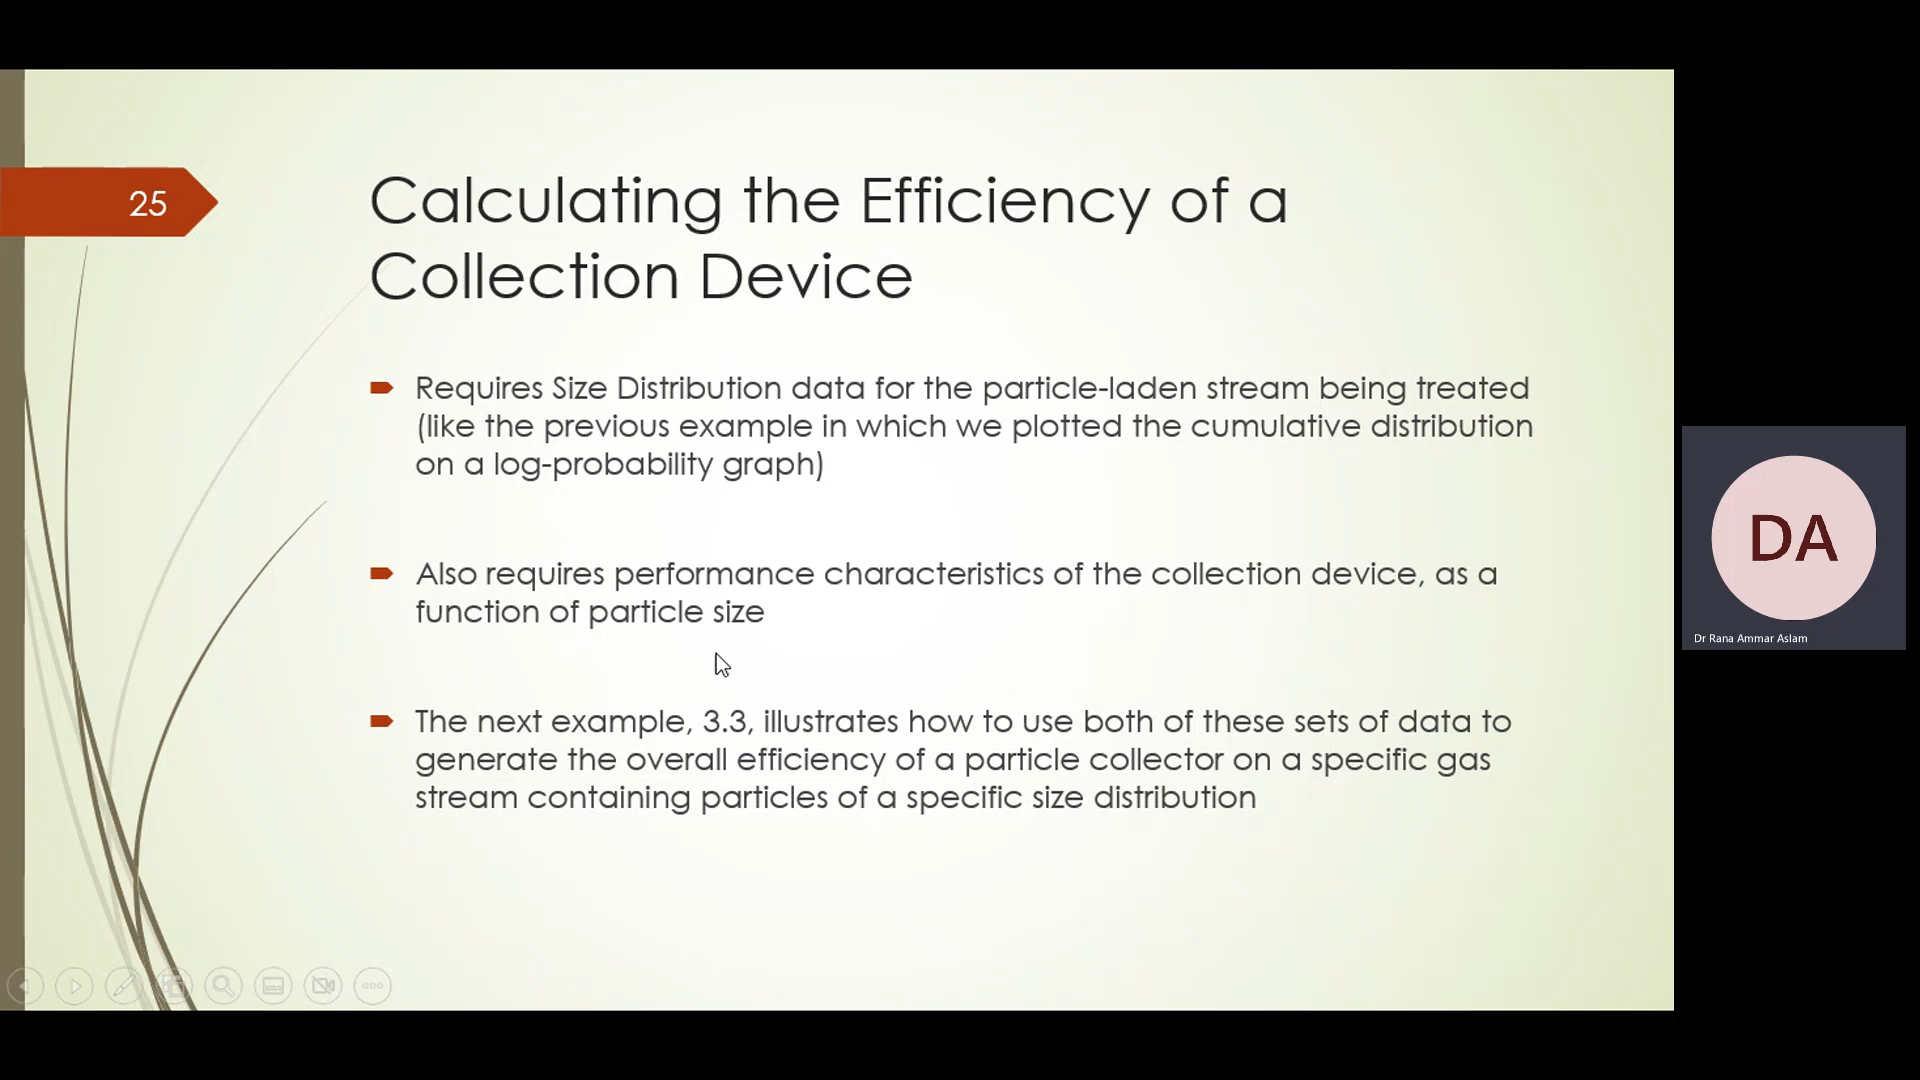 25
Calculating the Efficiency of a
Collection Device
Requires Size Distribution data for the particle-laden stream being treated
(like the previous example in which we plotted the cumulative distribution
on a log-probability graph)
Also requires performance characteristics of the collection device, as a
function of particle size
The next example, 3.3, illustrates how to use both of these sets of data to
generate the overall efficiency of a particle collector on a specific gas
stream containing particles of a specific size distribution
DA
Dr Rana Ammar Aslam